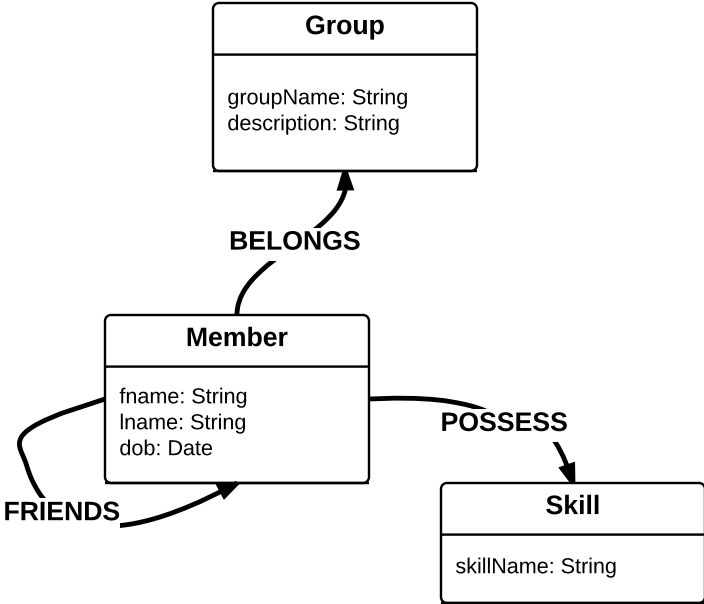 Group
groupName: String
description: String
BELONGS
Member
fname: String
lname: String
dob: Date
POSSESS
FRIENDS
Skill
skillName: String